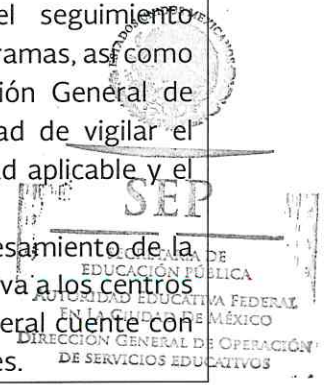 el seguimiento
ramas, así como
ión General de
ad de vigilar el
ad aplicable y el
SEP
esamiento de la
SECRETARÍA DE
EDUCACIÓN PÚBLICA
va a los centros
AUTORIDAD EDUCATIVA FEDERAL
EN LA CIUDAD DE MÉXICO
eral cuente con
DIRECCIÓN GENERAL DE OPERACIÓN
DE SERVICIOS EDUCATIVOS
es.